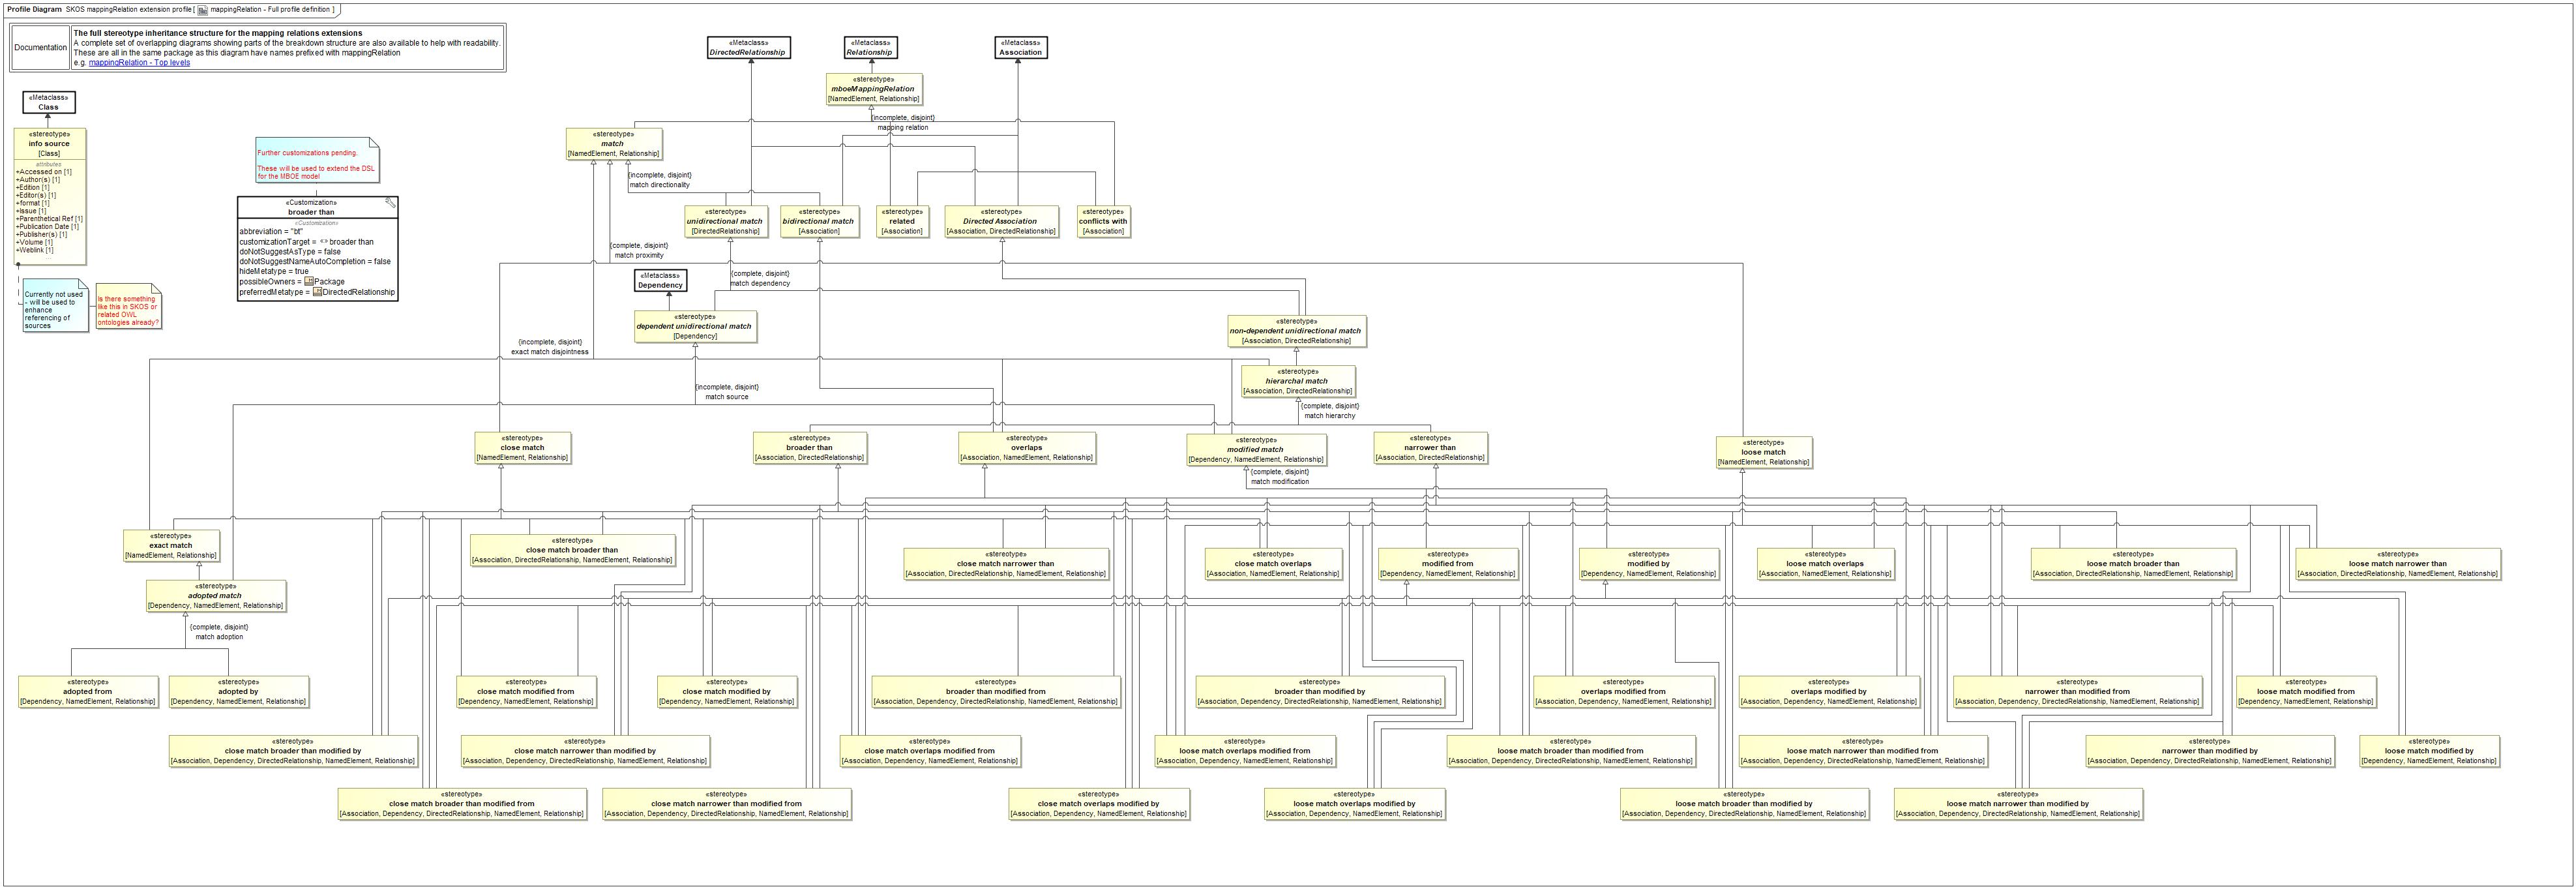 Profile Diagram SKOS mappingRelation extension profile [ mappingRelation - Full profile definition ]
Documentation
The full stereotype inheritance structure for the mapping relations extensions
A complete set of overlapping diagrams showing parts of the breakdown structure are also available to help with readability.
These are all in the same package as this diagram have names prefixed with mappingRelation
e.g. mappingRelation - Top levels
«Metaclass»
DirectedRelationship
«Metaclass»
Relationship
«Metaclass»
Association
«stereotype»
mboeMappingRelation
[NamedElement, Relationship]
{incomplete, disjoint}
mapping relation
«Metaclass»
Class
«stereotype»
info source
[Class]
attributes
+Accessed on [1]
+Author(s) [1]
+Edition [1]
+Editor(s) [1]
+format [1]
+Issue [1]
+Parenthetical Ref [1]
+Publication Date [1]
+Publisher(s) [1]
+Volume [1]
+Weblink [1]
Currently not used
- will be used to
enhance
referencing of
sources
Is there something
like this in SKOS or
related OWL
ontologies already?
Further customizations pending.
These will be used to extend the DSL
for the MBOE model
«Customization»
broader than
«Customization»
abbreviation = "bt"
customizationTarget = <> broader than
doNotSuggestAsType = false
doNotSuggestNameAutoCompletion = false
hideMetatype = true
possibleOwners = Package
preferredMetatype = DirectedRelationship
«stereotype»
match
[NamedElement, Relationship]
{incomplete, disjoint}
match directionality
«stereotype»
unidirectional match
[DirectedRelationship]
«stereotype»
bidirectional match
[Association]
«stereotype»
related
[Association]
«stereotype»
Directed Association
[Association, DirectedRelationship]
«stereotype»
conflicts with
[Association]
{complete, disjoint}
match proximity
«Metaclass»
Dependency
{complete, disjoint}
match dependency
«stereotype»
dependent unidirectional match
[Dependency]
«stereotype»
non-dependent unidirectional match
[Association, DirectedRelationship]
{incomplete, disjoint}
exact match disjointness
«stereotype»
hierarchal match
[Association, DirectedRelationship]
{incomplete, disjoint}
match source
{complete, disjoint}
match hierarchy
«stereotype»
close match
[NamedElement, Relationship]
«stereotype»
broader than
[Association, DirectedRelationship]
«stereotype»
overlaps
[Association, NamedElement, Relationship]
«stereotype»
modified match
[Dependency, NamedElement, Relationship]
«stereotype»
narrower than
[Association, DirectedRelationship]
«stereotype»
loose match
[NamedElement, Relationship]
{complete, disjoint}
match modification
«stereotype»
exact match
[NamedElement, Relationship]
«stereotype»
close match broader than
[Association, DirectedRelationship, NamedElement, Relationship]
«stereotype»
close match narrower than
[Association, DirectedRelationship, NamedElement, Relationship]
«stereotype»
close match overlaps
[Association, NamedElement, Relationship]
«stereotype»
modified from
[Dependency, NamedElement, Relationship]
«stereotype»
modified by
[Dependency, NamedElement, Relationship]
«stereotype»
loose match overlaps
[Association, NamedElement, Relationship]
«stereotype»
loose match broader than
[Association, DirectedRelationship, NamedElement, Relationship]
«stereotype»
loose match narrower than
[Association, DirectedRelationship, NamedElement, Relationship]
«stereotype»
adopted match
[Dependency, NamedElement, Relationship]
{complete, disjoint}
match adoption
«stereotype»
adopted from
[Dependency, NamedElement, Relationship]
«stereotype»
adopted by
[Dependency, NamedElement, Relationship]
«stereotype»
close match modified from
[Dependency, NamedElement, Relationship]
«stereotype»
close match modified by
[Dependency, NamedElement, Relationship]
«stereotype»
broader than modified from
[Association, Dependency, DirectedRelationship, NamedElement, Relationship]
«stereotype»
broader than modified by
[Association, Dependency, DirectedRelationship, NamedElement, Relationship]
«stereotype»
overlaps modified from
[Association, Dependency, NamedElement, Relationship]
«stereotype»
overlaps modified by
[Association, Dependency, NamedElement, Relationship]
«stereotype»
narrower than modified from
[Association, Dependency, DirectedRelationship, NamedElement, Relationship]
«stereotype»
loose match modified from
[Dependency, NamedElement, Relationship]
«stereotype»
close match broader than modified by
[Association, Dependency, DirectedRelationship, NamedElement, Relationship]
«stereotype»
close match narrower than modified by
[Association, Dependency, DirectedRelationship, NamedElement, Relationship]
«stereotype»
close match overlaps modified from
[Association, Dependency, NamedElement, Relationship]
«stereotype»
loose match overlaps modified from
[Association, Dependency, NamedElement, Relationship]
«stereotype»
loose match broader than modified from
[Association, Dependency, DirectedRelationship, NamedElement, Relationship]
«stereotype»
loose match narrower than modified from
[Association, Dependency, DirectedRelationship, NamedElement, Relationship]
«stereotype»
narrower than modified by
[Association, Dependency, DirectedRelationship, NamedElement, Relationship]
«stereotype»
loose match modified by
[Dependency, NamedElement, Relationship]
«stereotype»
close match broader than modified from
[Association, Dependency, DirectedRelationship, NamedElement, Relationship]
«stereotype»
close match narrower than modified from
[Association, Dependency, DirectedRelationship, NamedElement, Relationship]
«stereotype»
close match overlaps modified by
[Association, Dependency, NamedElement, Relationship]
«stereotype»
loose match overlaps modified by
[Association, Dependency, NamedElement, Relationship]
«stereotype»
loose match broader than modified by
[Association, Dependency, DirectedRelationship, NamedElement, Relationship]
«stereotype»
loose match narrower than modified by
[Association, Dependency, DirectedRelationship, NamedElement, Relationship]